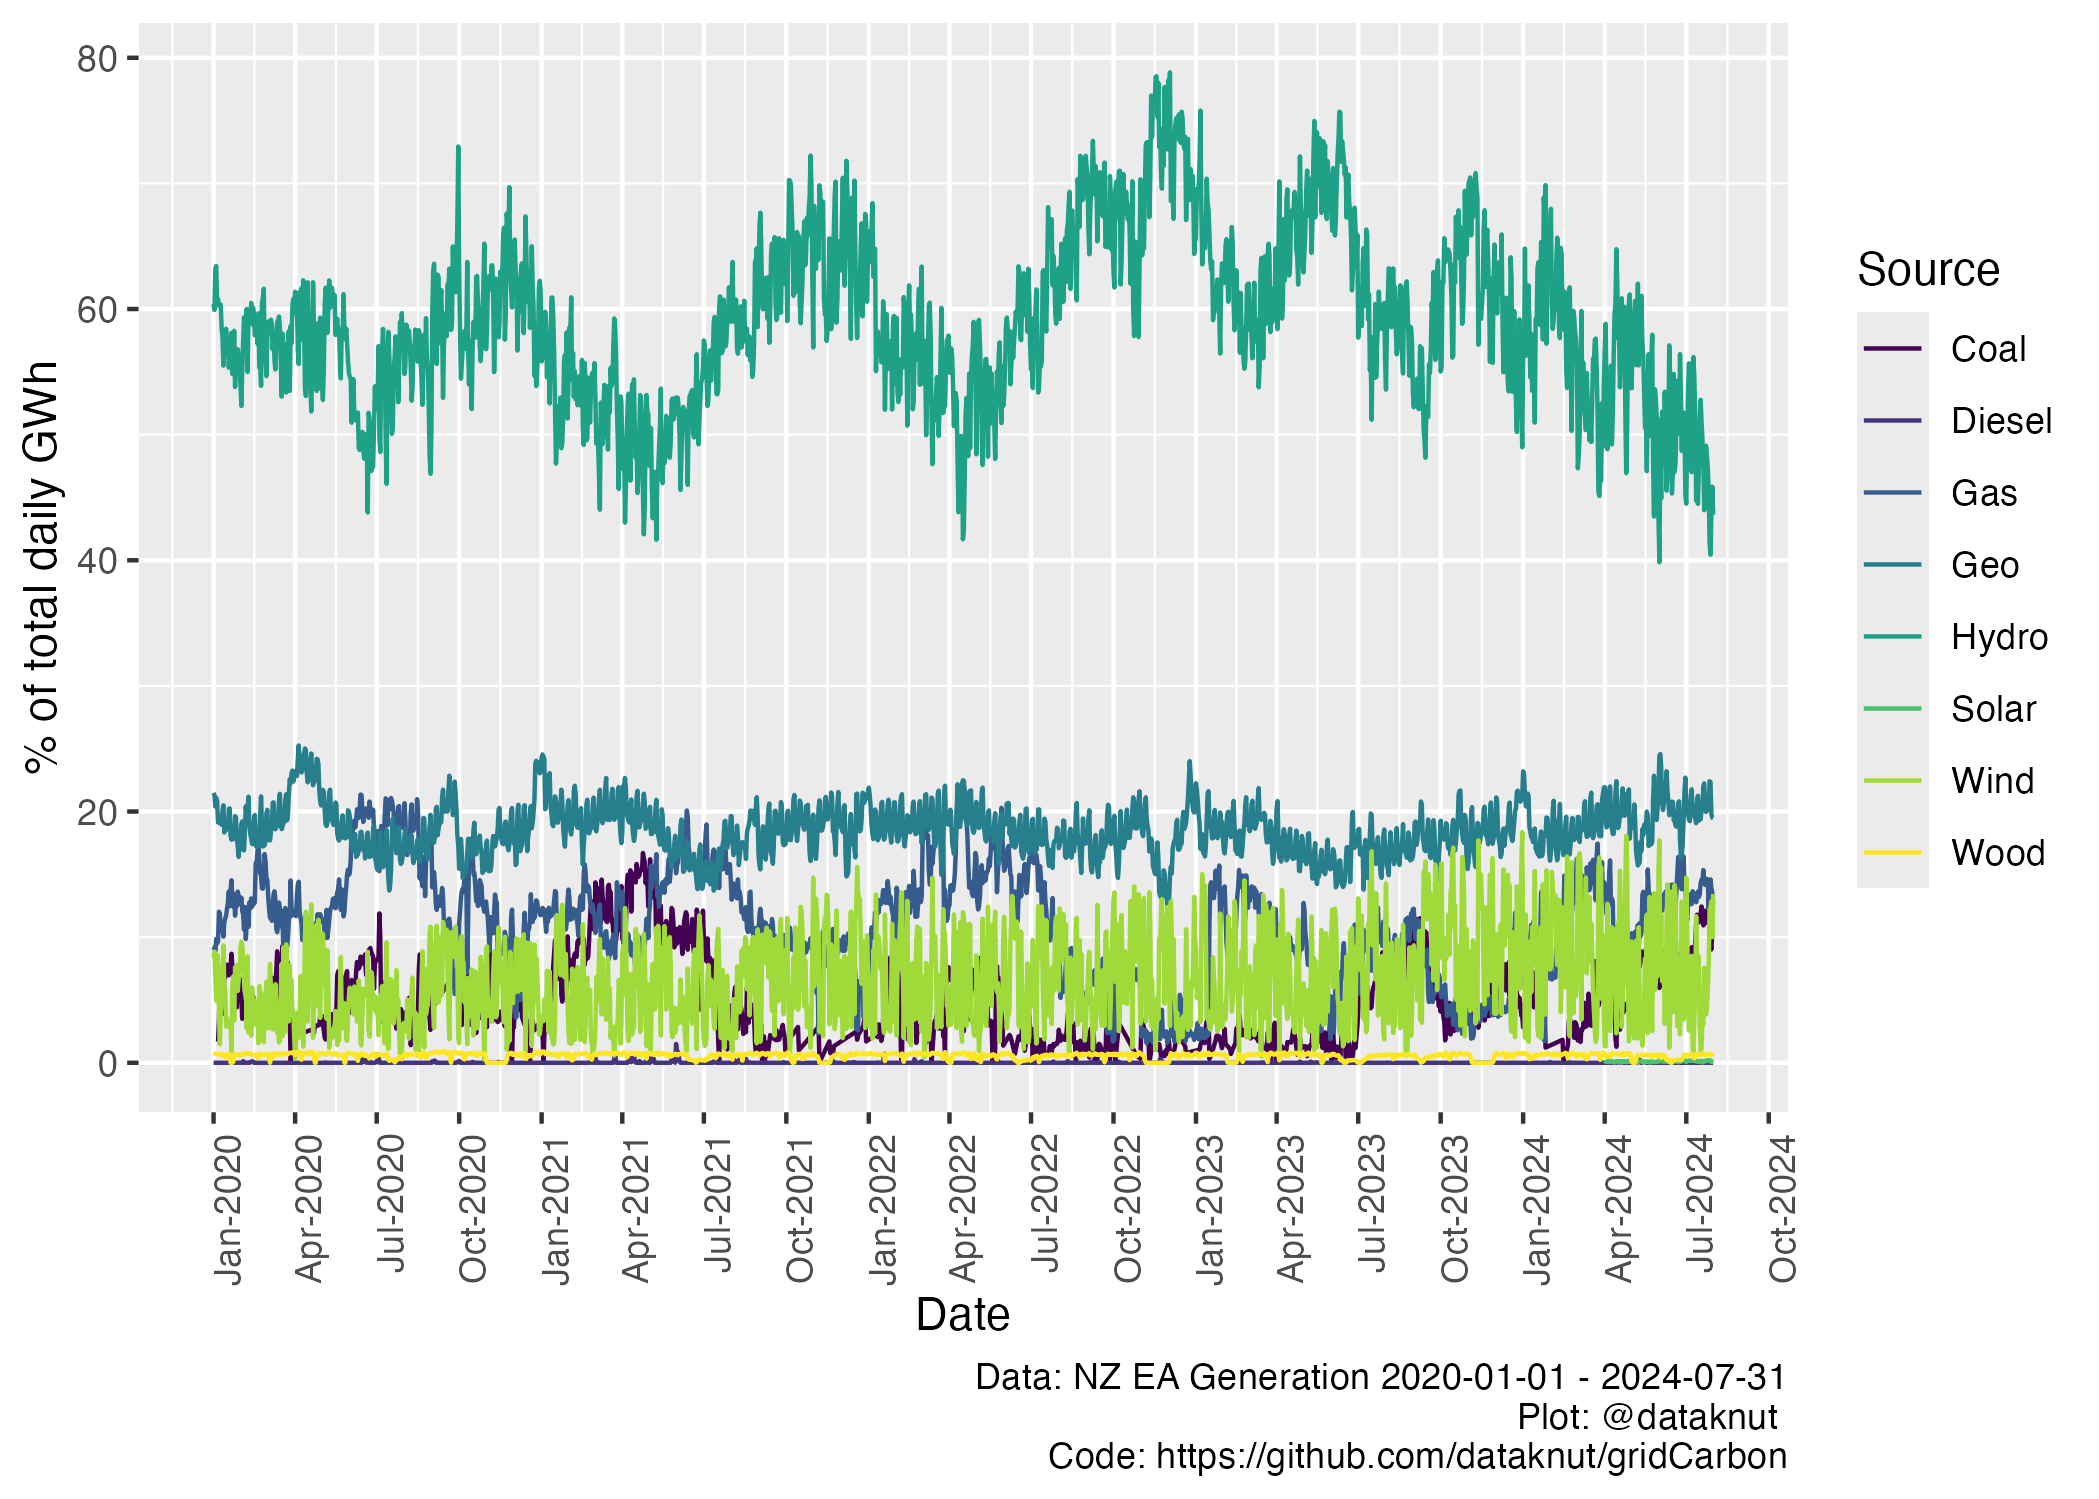 80
60
40
20
0
% of total daily GWh
Jan-2020
Apr-2020
Jul-2020
Oct-2020
Jan-2021
Apr-2021
Jul-2021
Oct-2021
Jan-2022
Apr-2022
Jul-2022
Oct-2022
Jan-2023
Apr-2023
Jul-2023
Oct-2023
Jan-2024
Apr-2024
Jul-2024
Oct-2024
Date
Source
Coal
Diesel
Gas
Geo
Hydro
Solar
Wind
Wood
Data: NZ EA Generation 2020-01-01 - 2024-07-31
Plot: @dataknut
Code: https://github.com/dataknut/gridCarbon